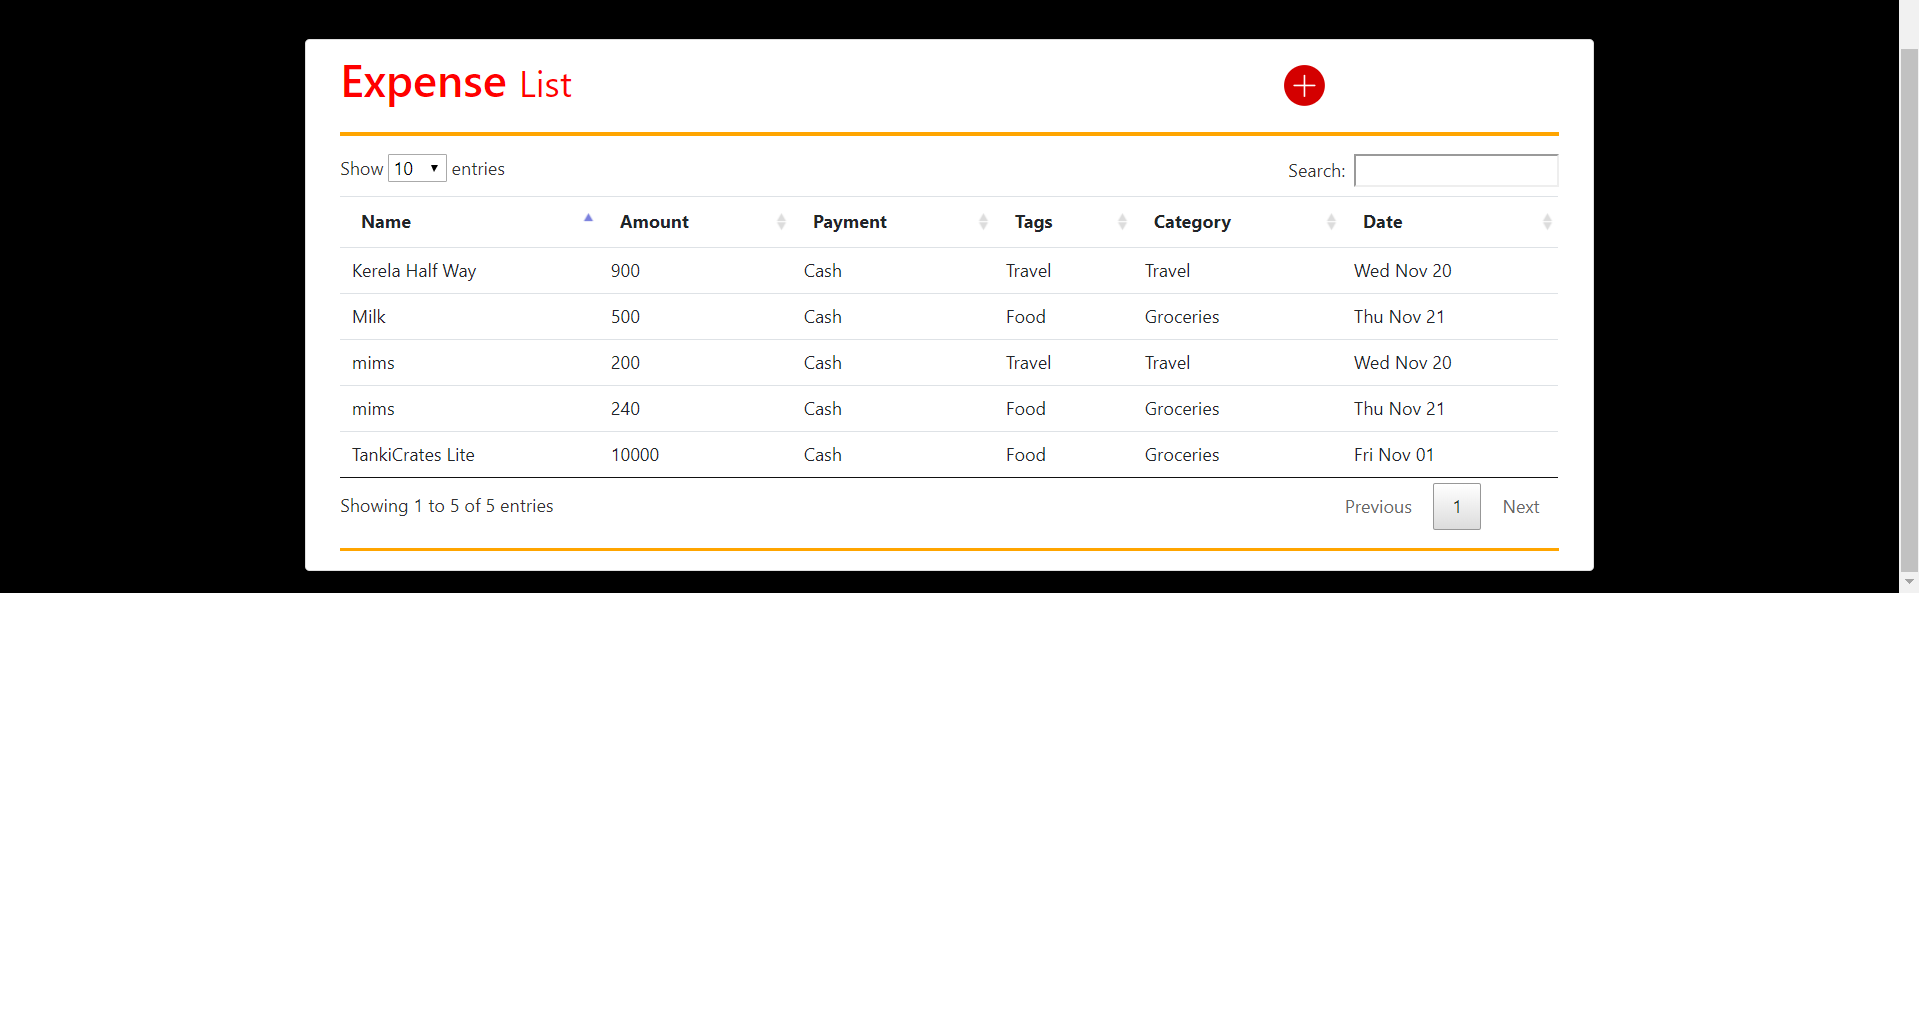 Expense List
Show 10 entries Search:
Name Amount Payment Tags Category Date
Kerela Half Way 900 Cash Travel Travel Wed Nov 20
Milk 500 Cash Food Groceries Thu Nov 21
mims 200 Cash Travel Travel Wed Nov 20
mims 240 Cash Food Groceries Thu Nov 21
TankiCrates Lite 10000 Cash Food Groceries Fri Nov 01
Showing 1 to 5 of 5 entries Previous 1 Next